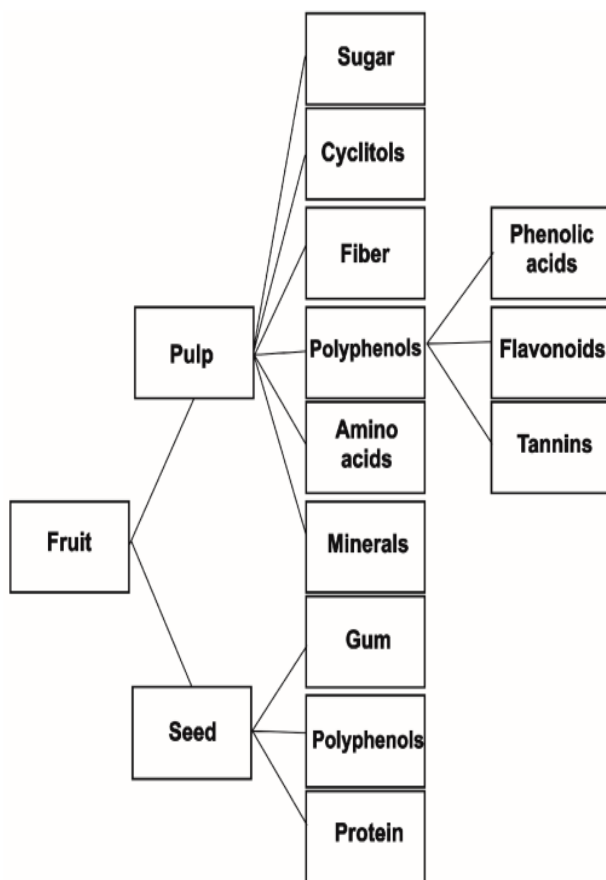 Sugar
Cyclitols
Fiber
Phenolic
acids
Pulp
Polyphenols
Flavonoids
Amino
acids
Tannins
Fruit
Minerals
Gum
Seed
Polyphenols
Protein